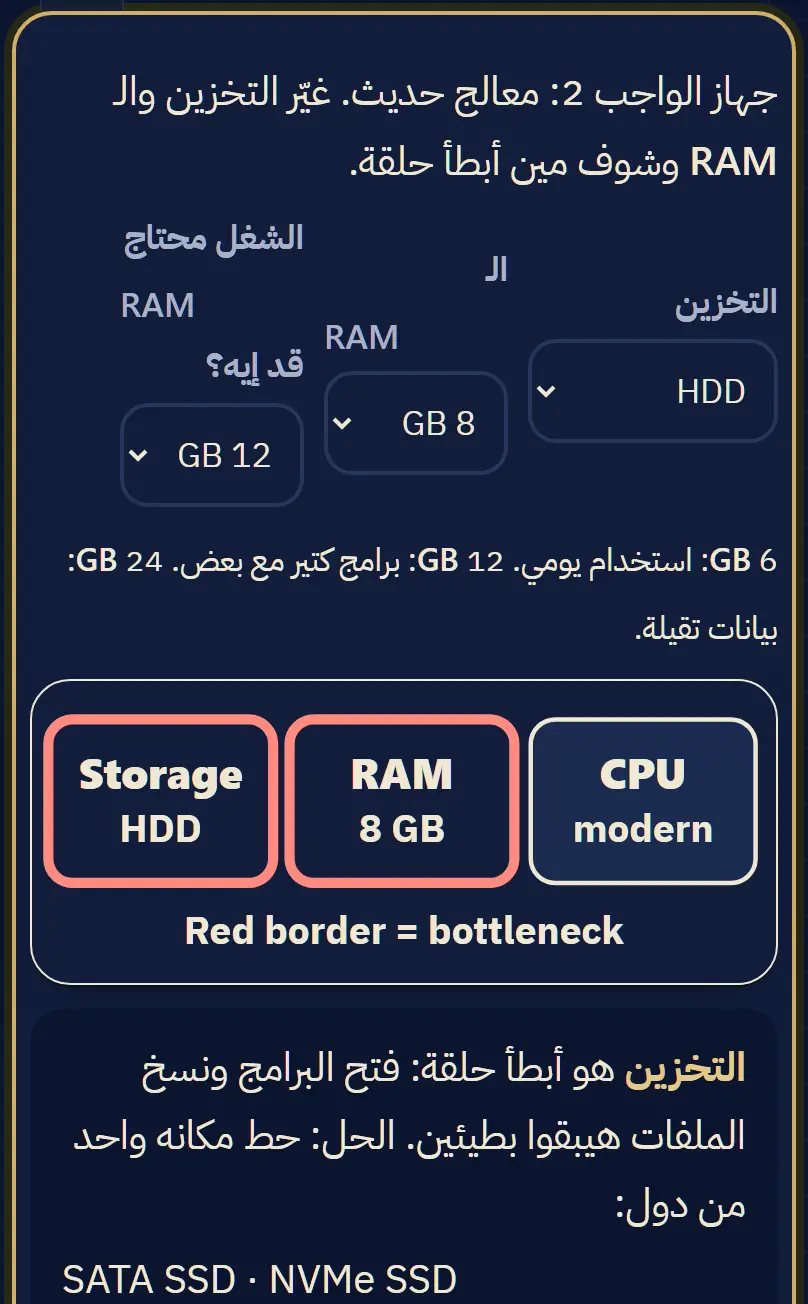 جهاز الواجب 2: معالج حديث. غيّر التخزين والـ
RAM وشوف مين أبطأ حلقة.
التخزين
HDD
الـ
RAM
8 GB
الشغل محتاج
RAM
قد إيه؟
12 GB
6 GB: استخدام يومي. 12 GB: برامج كتير مع بعض. 24 GB:
بيانات تقيلة.
Storage
HDD
RAM
8 GB
CPU
modern
Red border = bottleneck
التخزين هو أبطأ حلقة: فتح البرامج ونسخ
الملفات هيبقوا بطيئين. الحل: حط مكانه واحد
من دول:
SATA SSD · NVMe SSD